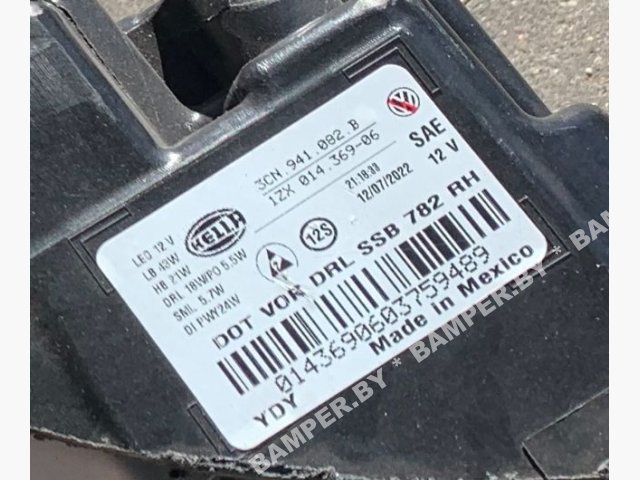 3CN.941.082.B
1ZX 014.369-06
21:18:33
12/07/2022
SAE
12 V
LED 12 V
LB 43W
HB 21W
DRL 18W/PO 5.5W
SML 5.7W
DI PWY24W
HELLA
12S
DOT VOR DRL SSB 782 RH
0143690603759489
Made in Mexico
YDY
BAMPER.BY * BAMPER.BY * BAMPER.BY